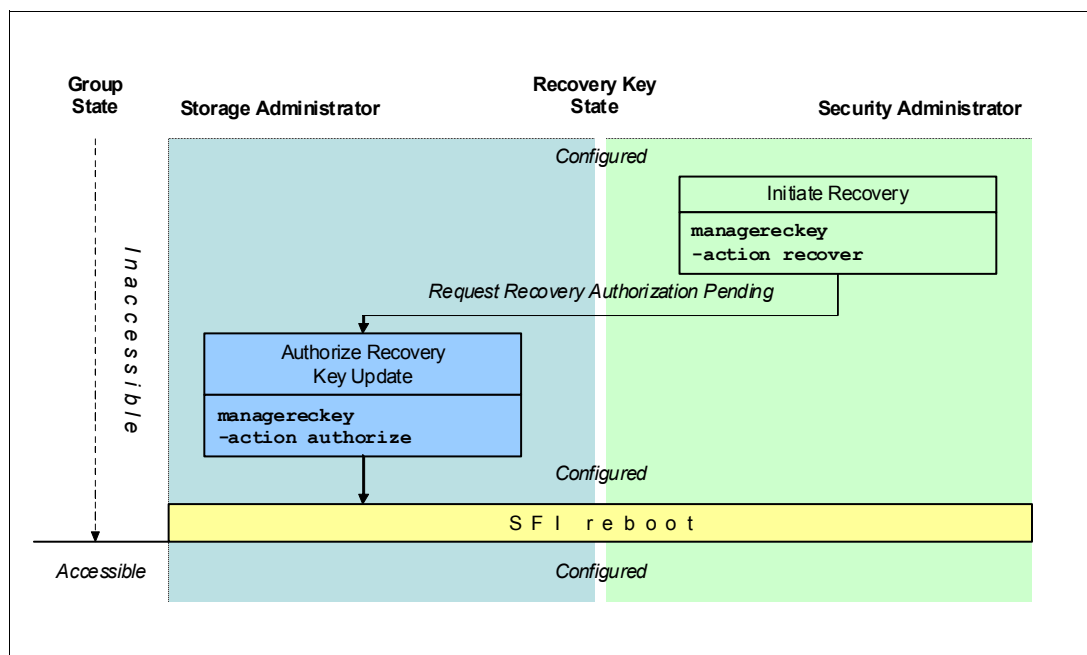 Group
State
Storage Administrator
Recovery Key
State
Security Administrator
Configured
Initiate Recovery
managereckey
-action recover
Inaccessible
Request Recovery Authorization Pending
Authorize Recovery
Key Update
managereckey
-action authorize
Configured
SFI reboot
Accessible
Configured